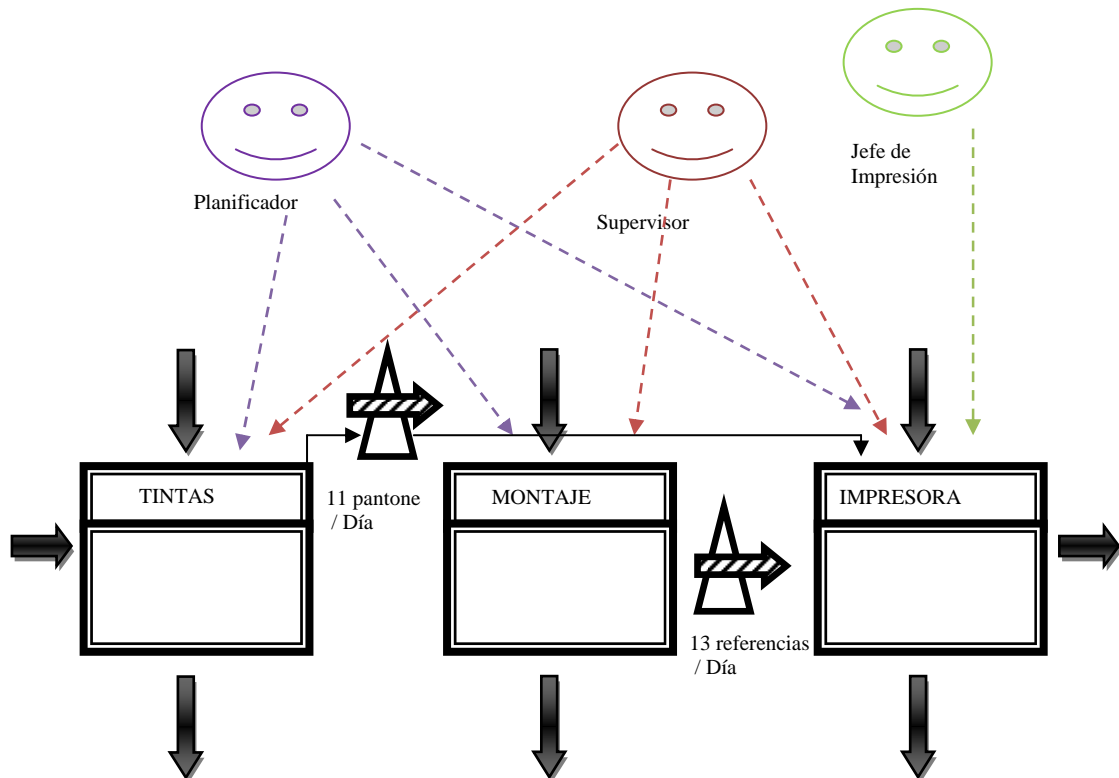 Jefe de
Impresión
Planificador
Supervisor
TINTAS
11 pantone
/ Día
MONTAJE
IMPRESORA
13 referencias
/ Día